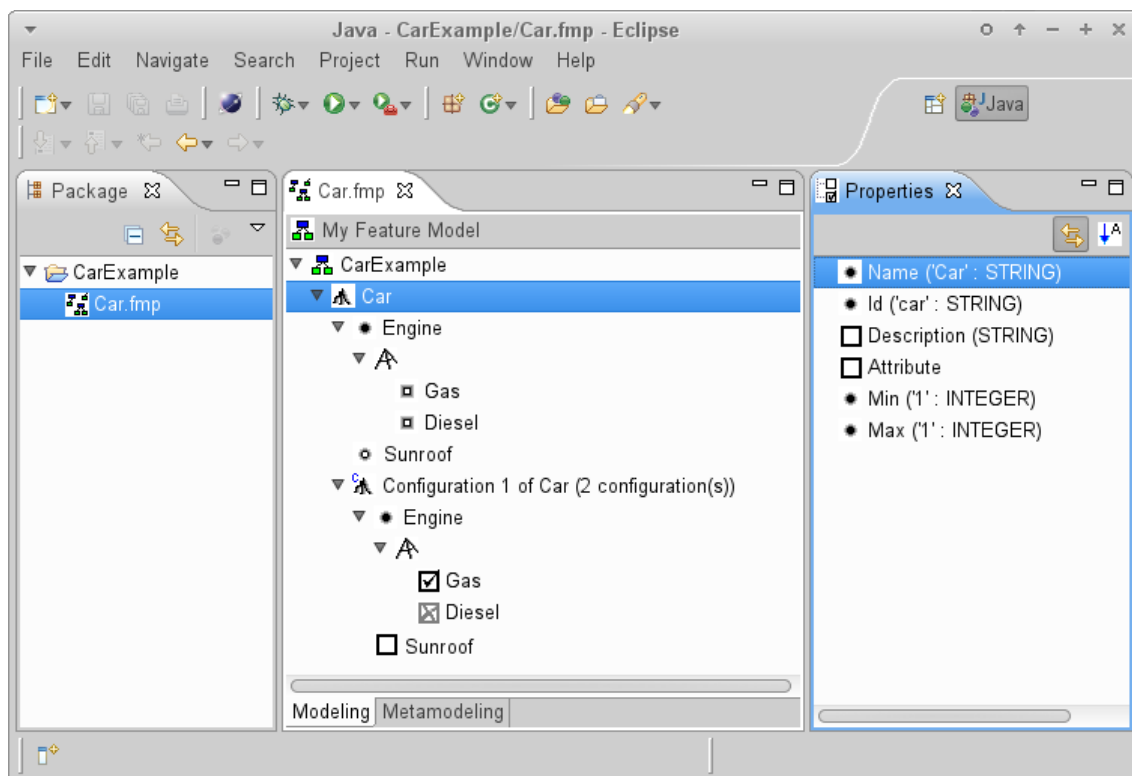 Java - CarExample/Car.fmp - Eclipse
File Edit Navigate Search Project Run Window Help
Java
Package
CarExample
Car.fmp
Car.fmp
My Feature Model
CarExample
Car
Engine
Gas
Diesel
Sunroof
Configuration 1 of Car (2 configuration(s))
Engine
Gas
Diesel
Sunroof
Modeling Metamodeling
Properties
Name ('Car' : STRING)
Id ('car' : STRING)
Description (STRING)
Attribute
Min ('1' : INTEGER)
Max ('1' : INTEGER)